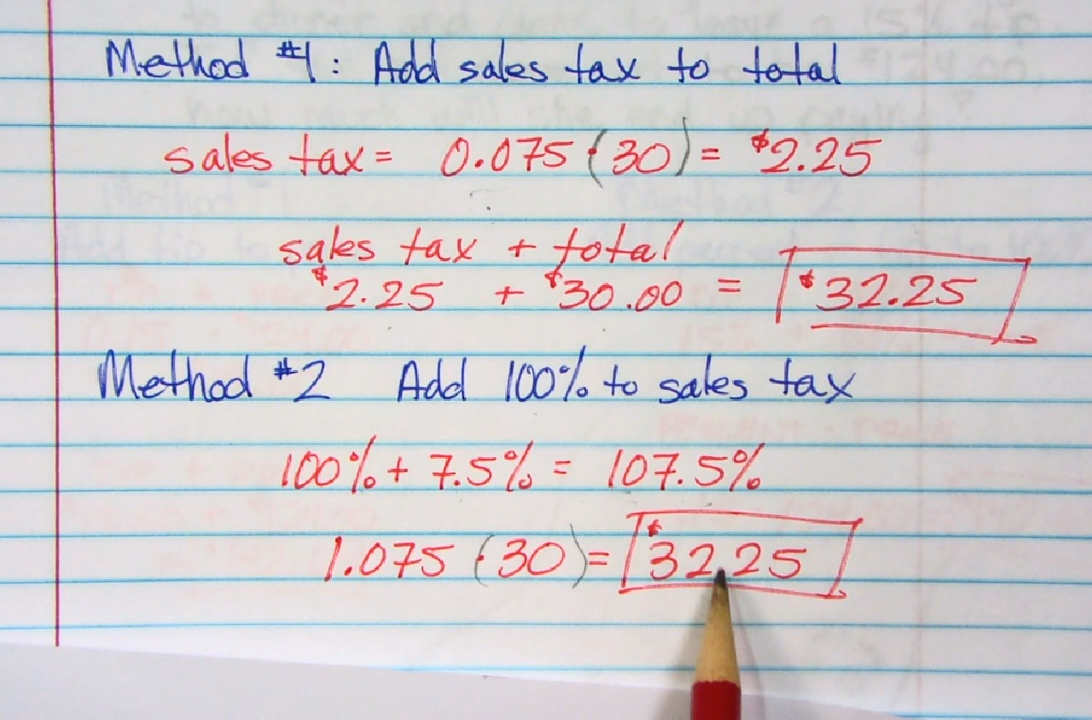 Method #1: Add sales tax to total
sales tax = 0.075 (30) = $2.25
sales tax + total
$2.25 + $30.00 = $32.25
Method #2 Add 100% to sales tax
100% + 7.5% = 107.5%
1.075 (30) = $32.25